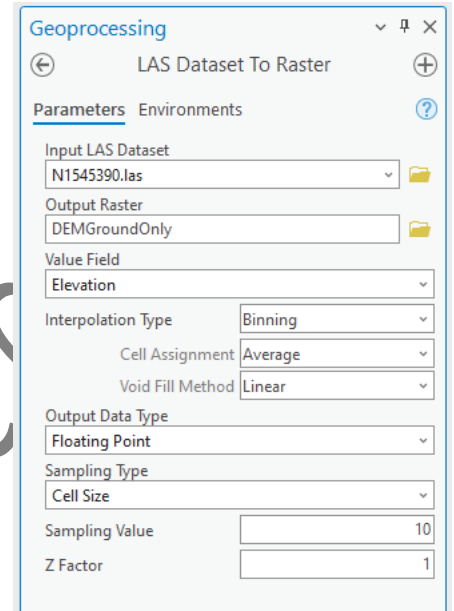 Geoprocessing
LAS Dataset To Raster
Parameters Environments
Input LAS Dataset
N1545390.las
Output Raster
DEMGroundOnly
Value Field
Elevation
Interpolation Type Binning
Cell Assignment Average
Void Fill Method Linear
Output Data Type
Floating Point
Sampling Type
Cell Size
Sampling Value 10
Z Factor 1